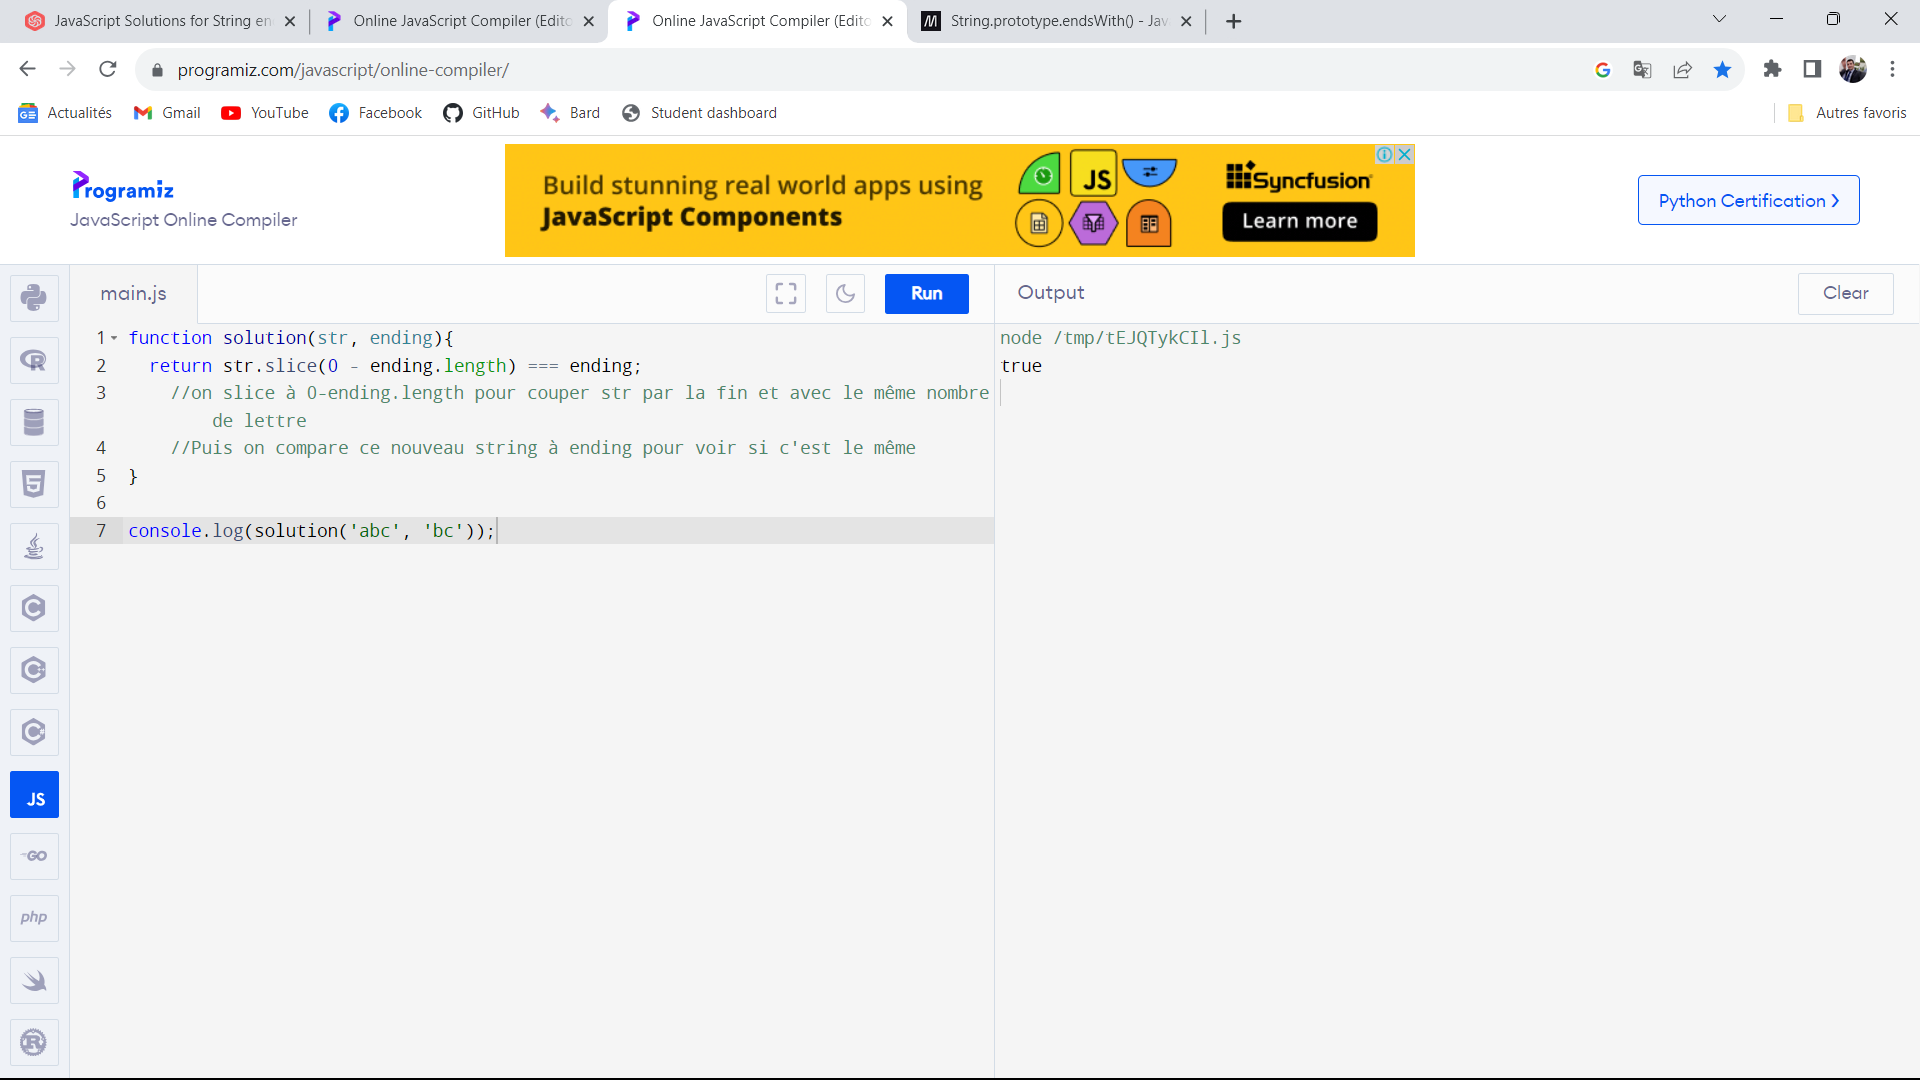 JavaScript Solutions for String en
Online JavaScript Compiler (Edito
Online JavaScript Compiler (Edito
String.prototype.endsWith() - Jav
programiz.com/javascript/online-compiler/
Actualités
Gmail
YouTube
Facebook
GitHub
Bard
Student dashboard
Autres favoris
Programiz
JavaScript Online Compiler
Build stunning real world apps using
JavaScript Components
JS
Syncfusion
Learn more
Python Certification >
main.js
Run
Output
Clear
1 function solution(str, ending){
2 return str.slice(0 - ending.length) === ending;
3 //on slice à 0-ending.length pour couper str par la fin et avec le même nombre
de lettre
4 //Puis on compare ce nouveau string à ending pour voir si c'est le même
5 }
6
7 console.log(solution('abc', 'bc'));
node /tmp/tEJQTykCIl.js
true
JS
GO
php